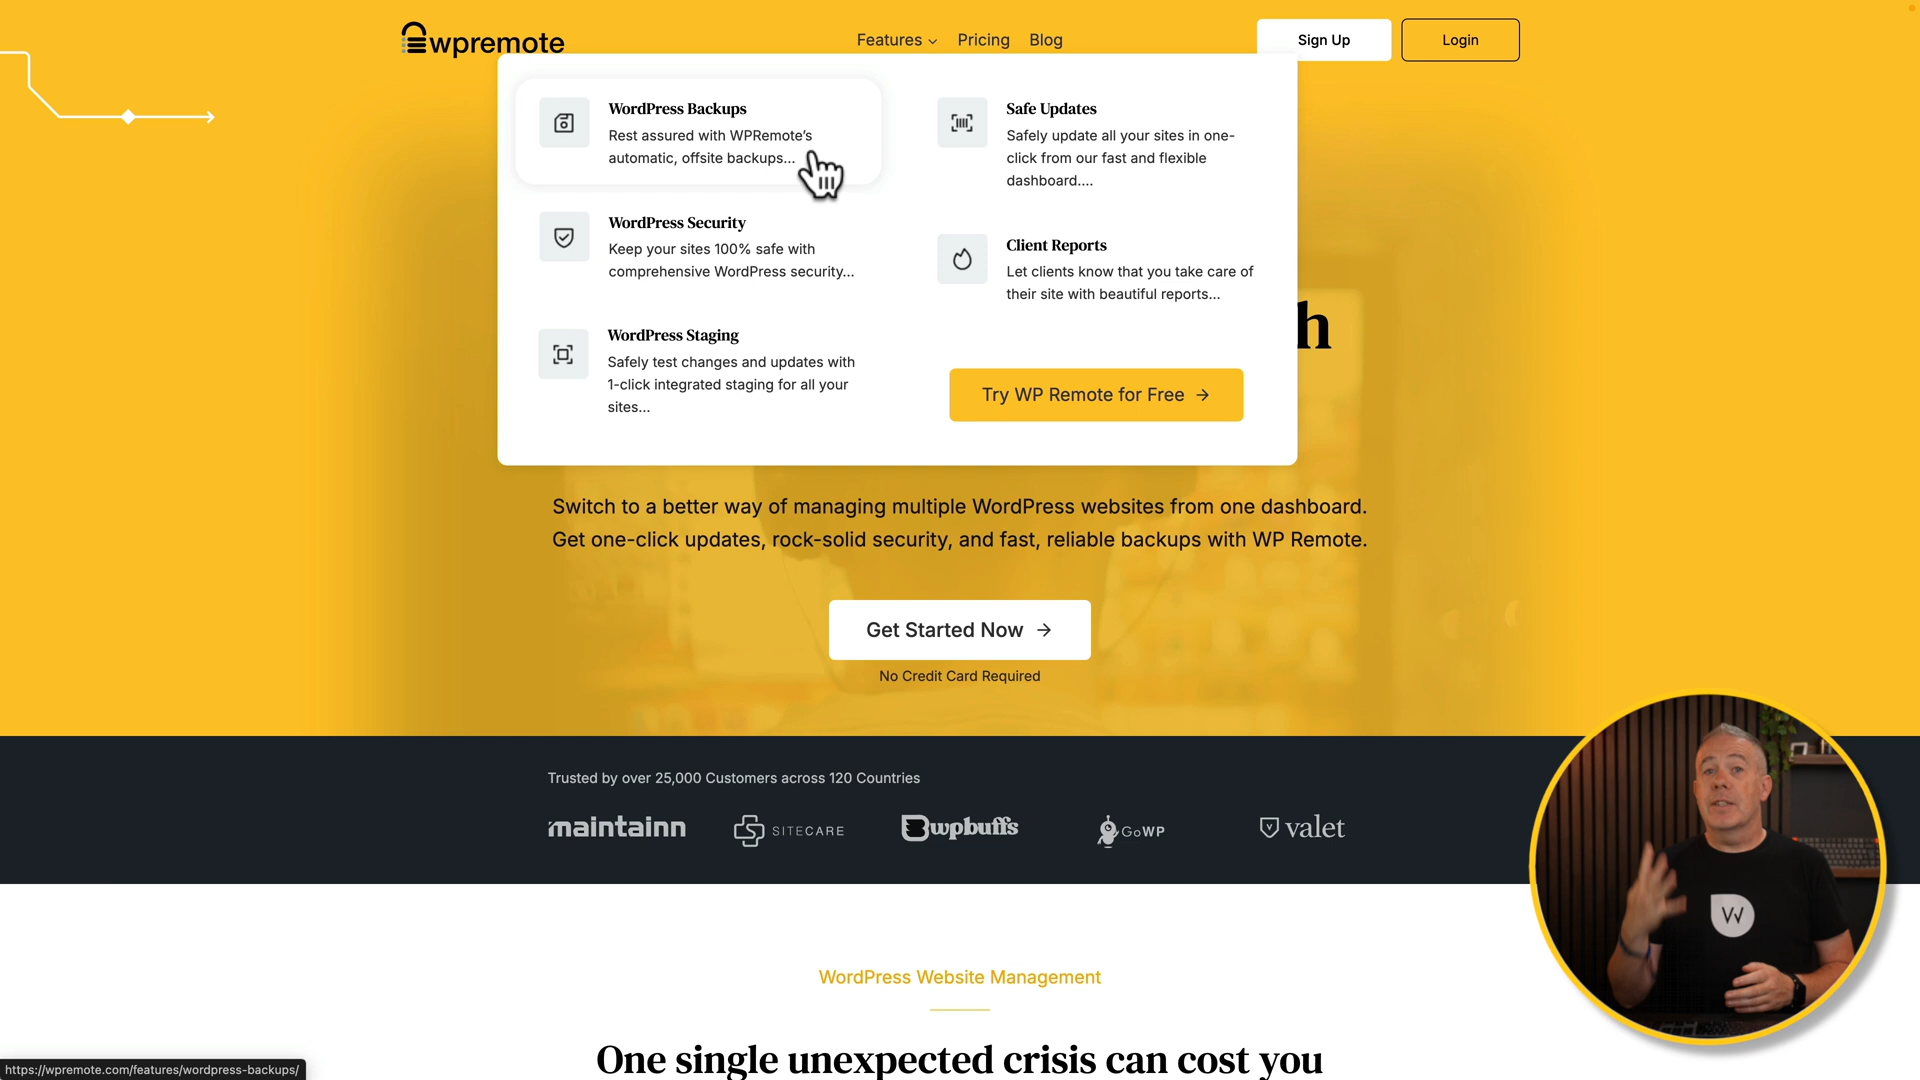 wpremote
Features
Pricing
Blog
Sign Up
Login
WordPress Backups
Rest assured with WPRemote's
automatic, offsite backups...
Safe Updates
Safely update all your sites in one-
click from our fast and flexible
dashboard....
WordPress Security
Keep your sites 100% safe with
comprehensive WordPress security...
Client Reports
Let clients know that you take care of
their site with beautiful reports...
h
WordPress Staging
Safely test changes and updates with
1-click integrated staging for all your
sites...
Try WP Remote for Free
Switch to a better way of managing multiple WordPress websites from one dashboard.
Get one-click updates, rock-solid security, and fast, reliable backups with WP Remote.
Get Started Now
No Credit Card Required
Trusted by over 25,000 Customers across 120 Countries
maintainn
SITECARE
wpbuffs
GoWP
valet
W
WordPress Website Management
One single unexpected crisis can cost you
https://wpremote.com/features/wordpress-backups/